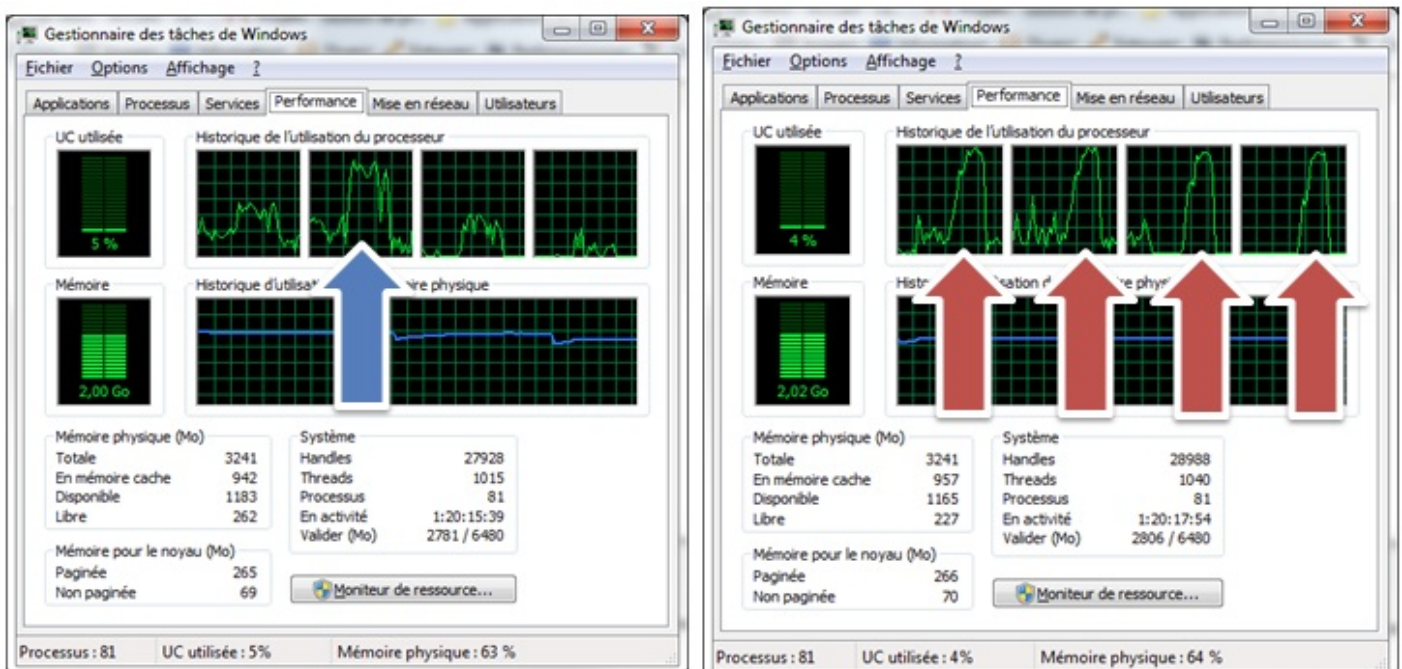 Gestionnaire des tâches de Windows
Fichier Options Affichage ?
Applications Processus Services Performance Mise en réseau Utilisateurs
UC utilisée Historique de l'utilisation du processeur
5 %
Mémoire Historique d'utilisat ire physique
2,00 Go
Mémoire physique (Mo)
Totale 3241
En mémoire cache 942
Disponible 1183
Libre 262
Système
Handles 27928
Threads 1015
Processus 81
En activité 1:20:15:39
Valider (Mo) 2781 / 6480
Mémoire pour le noyau (Mo)
Paginée 265
Non paginée 69
Moniteur de ressource...
Processus : 81 UC utilisée : 5% Mémoire physique : 63 %
Gestionnaire des tâches de Windows
Fichier Options Affichage ?
Applications Processus Services Performance Mise en réseau Utilisateurs
UC utilisée Historique de l'utilisation du processeur
4 %
Mémoire
2,02 Go
Mémoire physique (Mo)
Totale 3241
En mémoire cache 957
Disponible 1165
Libre 227
Système
Handles 28988
Threads 1040
Processus 81
En activité 1:20:17:54
Valider (Mo) 2806 / 6480
Mémoire pour le noyau (Mo)
Paginée 266
Non paginée 70
Moniteur de ressource...
Processus : 81 UC utilisée : 4% Mémoire physique : 64 %